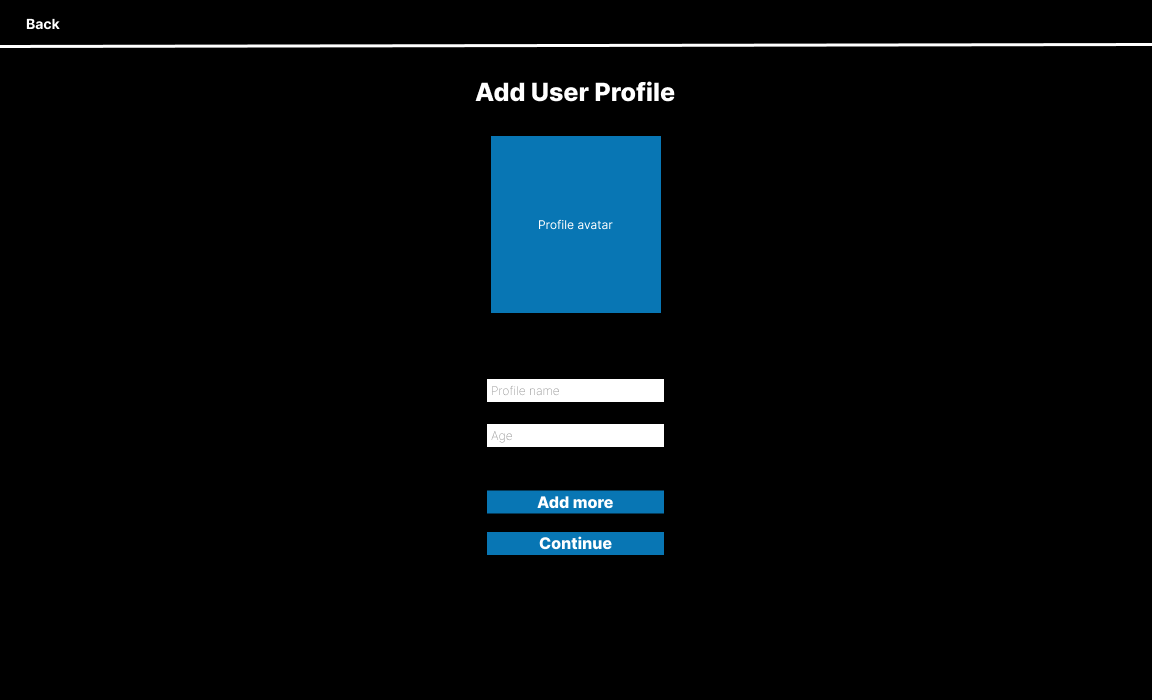 Back
Add User Profile
Profile avatar
Profile name
Age
Add more
Continue